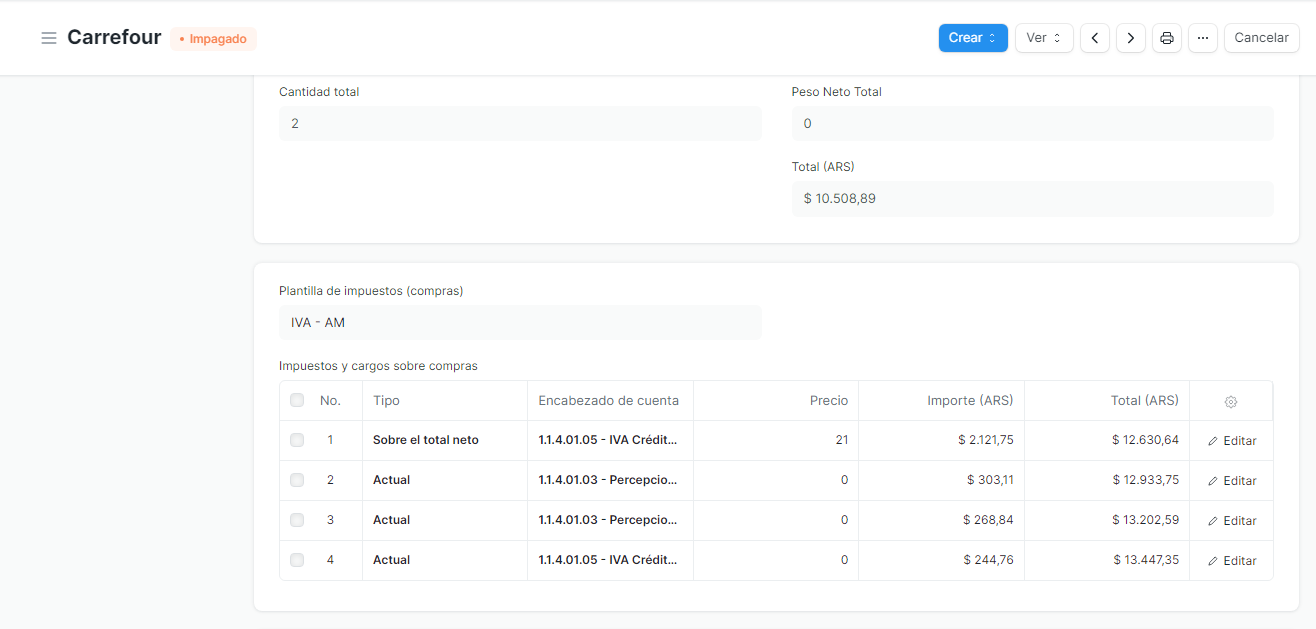 Carrefour • Impagado Crear Ver ... Cancelar
Cantidad total Peso Neto Total
2 0
Total (ARS)
$ 10.508,89
Plantilla de impuestos (compras)
IVA - AM
Impuestos y cargos sobre compras
No. Tipo Encabezado de cuenta Precio Importe (ARS) Total (ARS)
1 Sobre el total neto 1.1.4.01.05 - IVA Crédit... 21 $ 2.121,75 $ 12.630,64 Editar
2 Actual 1.1.4.01.03 - Percepcio... 0 $ 303,11 $ 12.933,75 Editar
3 Actual 1.1.4.01.03 - Percepcio... 0 $ 268,84 $ 13.202,59 Editar
4 Actual 1.1.4.01.05 - IVA Crédit... 0 $ 244,76 $ 13.447,35 Editar